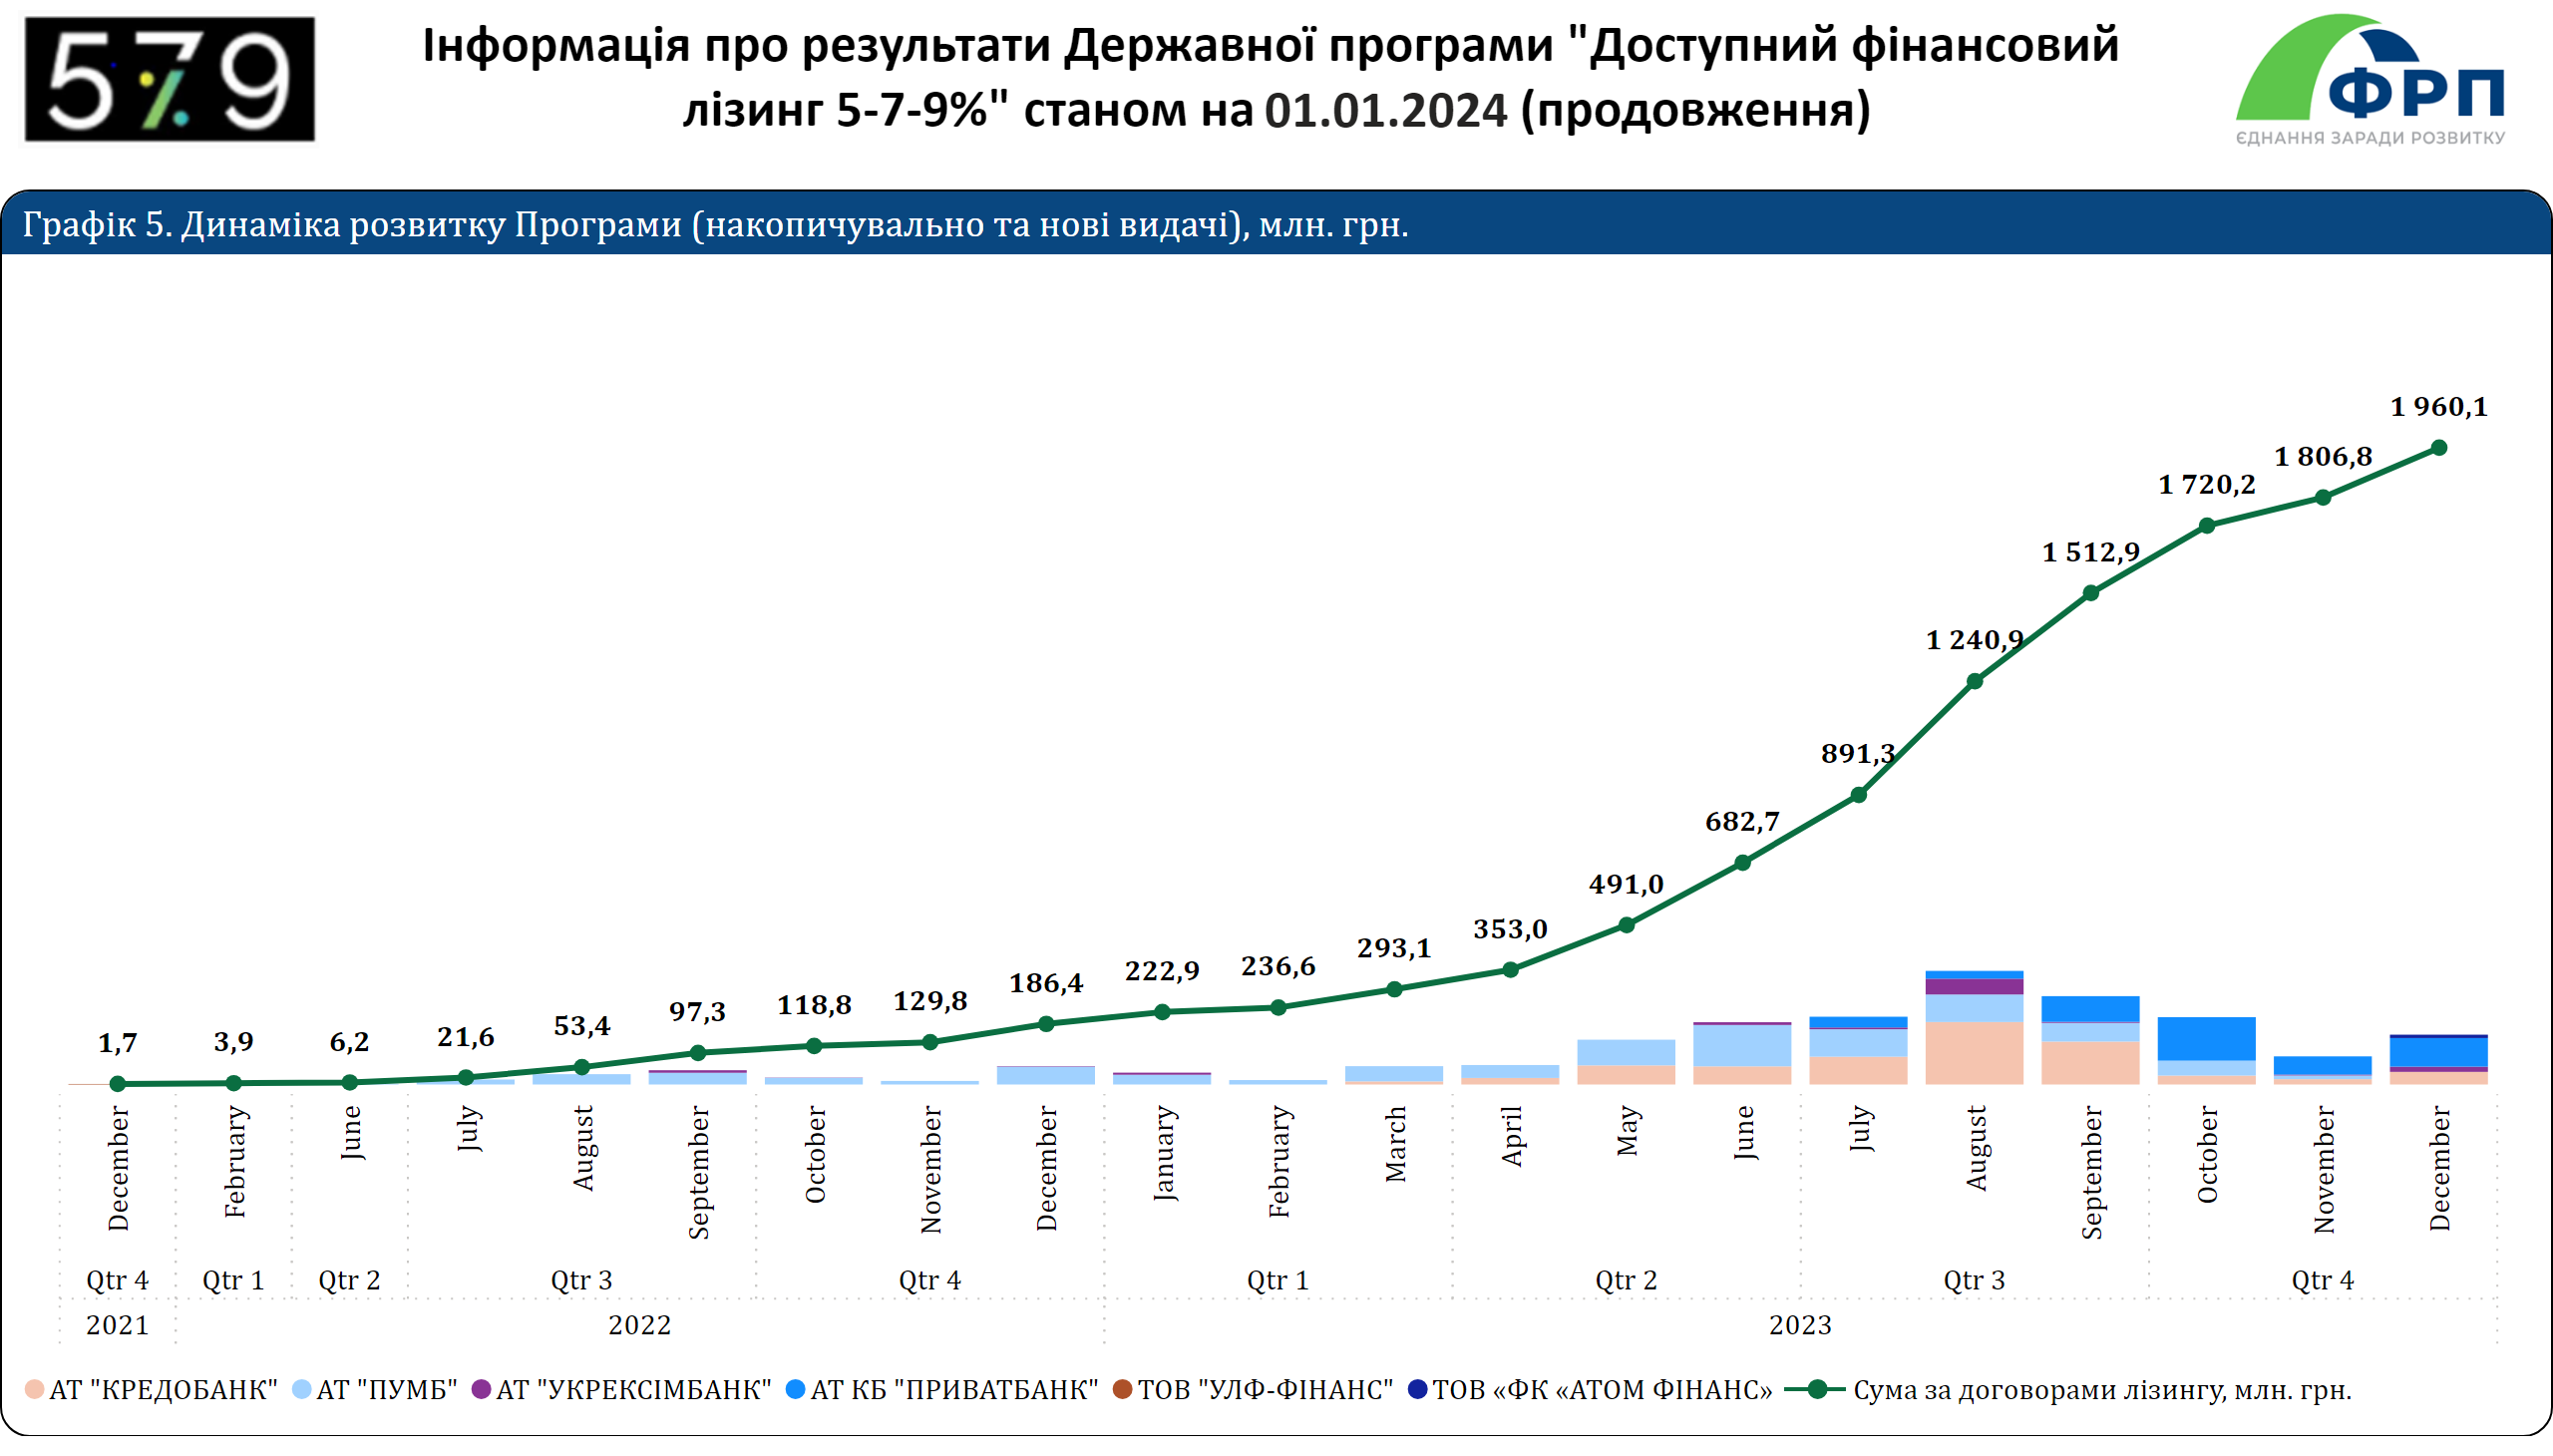 579
Інформація про результати Державної програми "Доступний фінансовий
лізинг 5-7-9%" станом на 01.01.2024 (продовження)
ФРП
ЄДНАННЯ ЗАРАДИ РОЗВИТКУ
Графік 5. Динаміка розвитку Програми (накопичувально та нові видачі), млн. грн.
1,7
3,9
6,2
21,6
53,4
97,3
118,8
129,8
186,4
222,9
236,6
293,1
353,0
491,0
682,7
891,3
1 240,9
1 512,9
1 720,2
1 806,8
1 960,1
December
February
June
July
August
September
October
November
December
January
February
March
April
May
June
July
August
September
October
November
December
Qtr 4
Qtr 1
Qtr 2
Qtr 3
Qtr 4
Qtr 1
Qtr 2
Qtr 3
Qtr 4
2021
2022
2023
АТ "КРЕДОБАНК" АТ "ПУМБ" АТ "УКРЕКСІМБАНК" АТ КБ "ПРИВАТБАНК" ТОВ "УЛФ-ФІНАНС" ТОВ «ФК «АТОМ ФІНАНС» Сума за договорами лізингу, млн. грн.